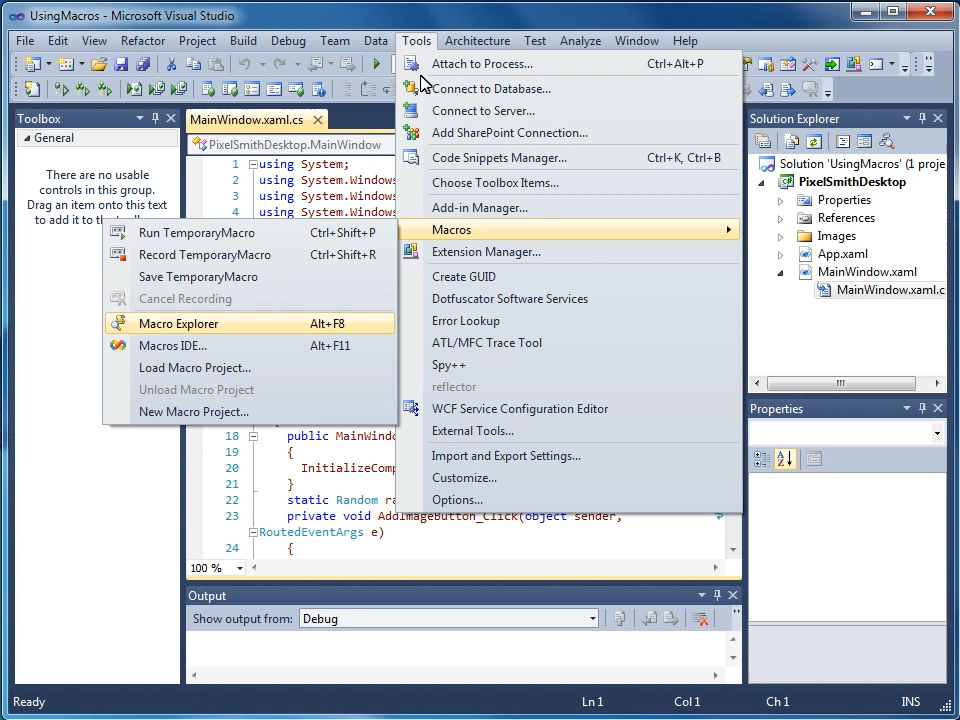 UsingMacros - Microsoft Visual Studio
File Edit View Refactor Project Build Debug Team Data Tools Architecture Test Analyze Window Help
Toolbox
General
There are no usable
controls in this group.
Drag an item onto this text
to add it to
MainWindow.xaml.cs
PixelSmithDesktop.MainWindow
1 using System;
2 using System.Windows
3 using System.Windows
4 using System.Windows
Run TemporaryMacro Ctrl+Shift+P
Record TemporaryMacro Ctrl+Shift+R
Save TemporaryMacro
Cancel Recording
Macro Explorer Alt+F8
Macros IDE... Alt+F11
Load Macro Project...
Unload Macro Project
New Macro Project...
Attach to Process... Ctrl+Alt+P
Connect to Database...
Connect to Server...
Add SharePoint Connection...
Code Snippets Manager... Ctrl+K, Ctrl+B
Choose Toolbox Items...
Add-in Manager...
Macros
Extension Manager...
Create GUID
Dotfuscator Software Services
Error Lookup
ATL/MFC Trace Tool
Spy++
reflector
WCF Service Configuration Editor
External Tools...
Import and Export Settings...
Customize...
Options...
18 public MainWind
19 {
20 InitializeComp
21 }
22 static Random ra
23 private void AddImageButton_Click(object sender,
RoutedEventArgs e)
24 {
100 %
Output
Show output from: Debug
Solution Explorer
Solution 'UsingMacros' (1 proje
PixelSmithDesktop
Properties
References
Images
App.xaml
MainWindow.xaml
MainWindow.xaml.c
Properties
Ready Ln 1 Col 1 Ch 1 INS